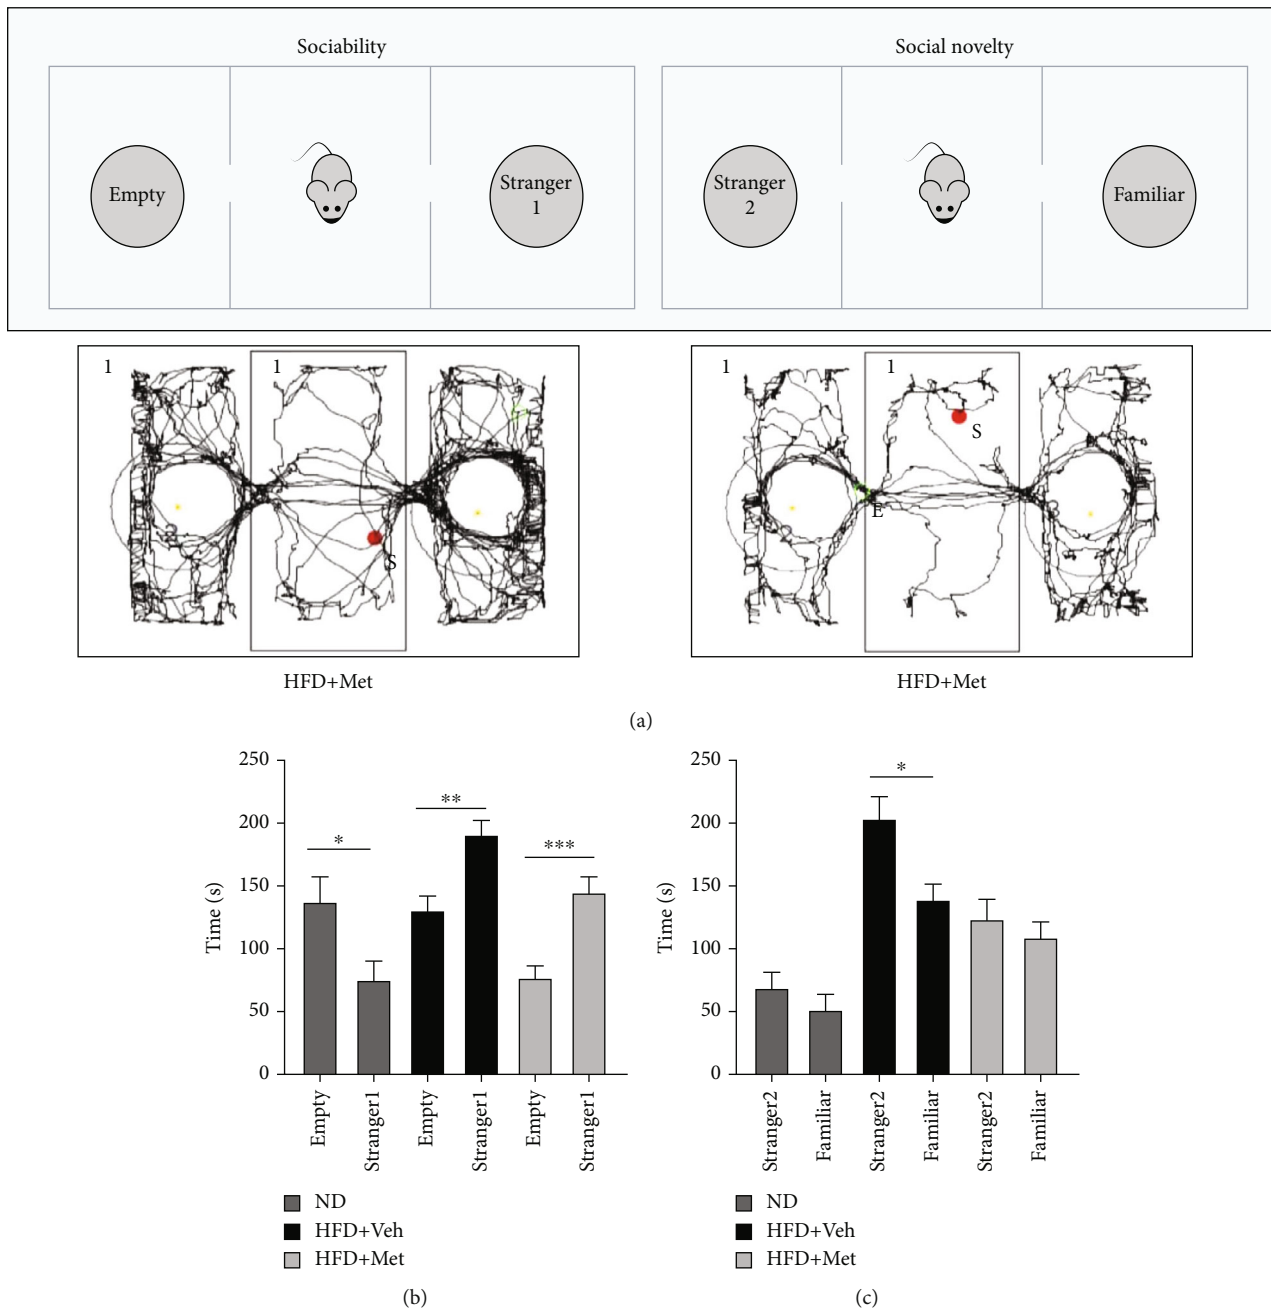 Sociability
Social novelty
Empty
Stranger
1
Stranger
2
Familiar
1
1
S
1
1
S
E
HFD+Met
HFD+Met
(a)
250
200
150
100
50
0
Time (s)
*
**
***
Empty
Stranger1
Empty
Stranger1
Empty
Stranger1
ND
HFD+Veh
HFD+Met
(b)
250
200
150
100
50
0
Time (s)
*
Stranger2
Familiar
Stranger2
Familiar
Stranger2
Familiar
ND
HFD+Veh
HFD+Met
(c)